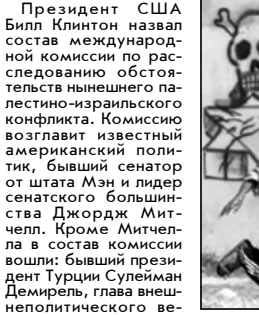 Президент США
Билл Клинтон назвал
состав международ-
ной комиссии по рас-
следованию обстоя-
тельств нынешнего па-
лестино-израильского
конфликта. Комиссию
возглавит известный
американский поли-
тик, бывший сенатор
от штата Мэн и лидер
сенатского большин-
ства Джордж Мит-
челл. Кроме Митчел-
ла в состав комиссии
вошли: бывший прези-
дент Турции Сулейман
Демирель, глава внеш-
неполитического ве-